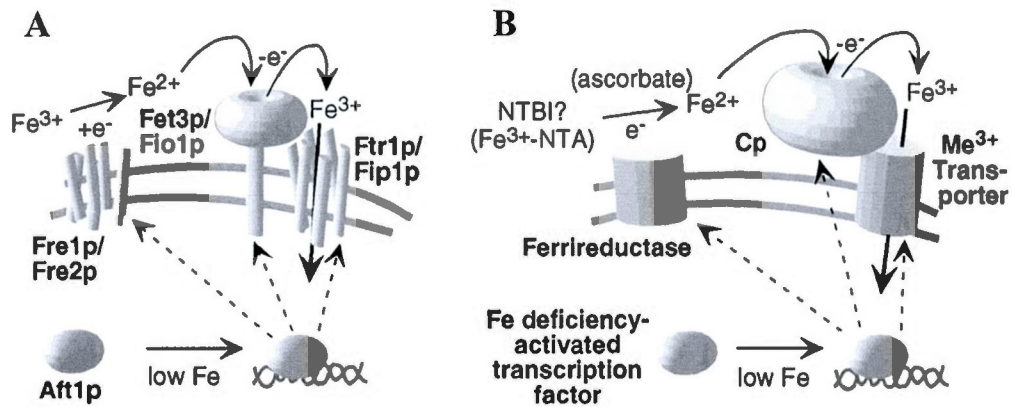 A
Fe³⁺
+e⁻
Fe²⁺
-e⁻
Fe³⁺
Fet3p/
Fio1p
Ftr1p/
Fip1p
Fre1p/
Fre2p
Aft1p
low Fe
B
NTBI?
(Fe³⁺-NTA)
(ascorbate)
e⁻
Fe²⁺
-e⁻
Fe³⁺
Cp
Me³⁺
Trans-
porter
Ferrireductase
Fe deficiency-
activated
transcription
factor
low Fe